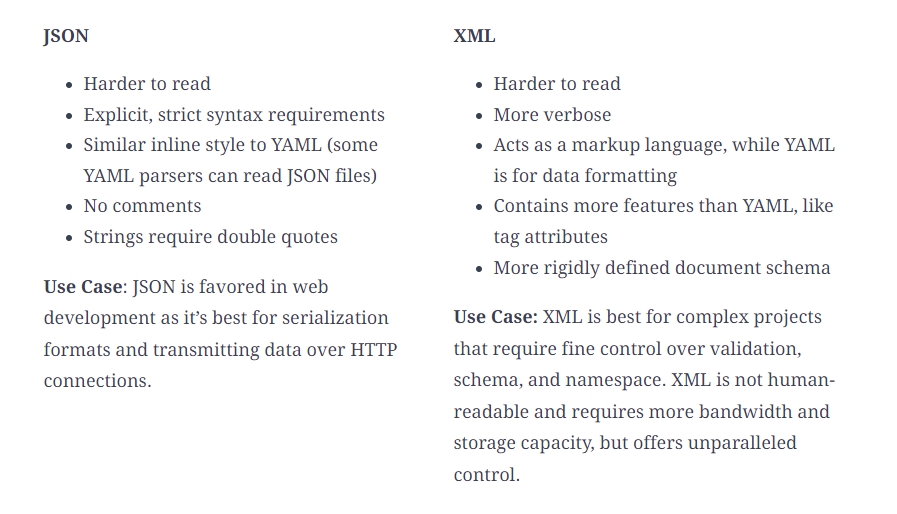 JSON
Harder to read
Explicit, strict syntax requirements
Similar inline style to YAML (some
YAML parsers can read JSON files)
No comments
Strings require double quotes
Use Case: JSON is favored in web
development as it’s best for serialization
formats and transmitting data over HTTP
connections.
XML
Harder to read
More verbose
Acts as a markup language, while YAML
is for data formatting
Contains more features than YAML, like
tag attributes
More rigidly defined document schema
Use Case: XML is best for complex projects
that require fine control over validation,
schema, and namespace. XML is not human-
readable and requires more bandwidth and
storage capacity, but offers unparalleled
control.